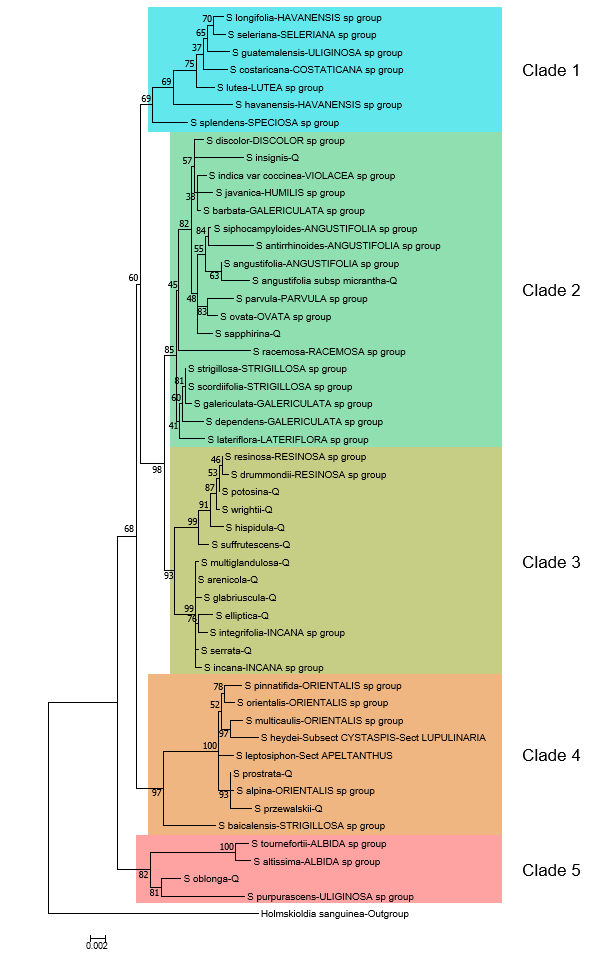 S longifolia-HAVANENSIS sp group
S seleriana-SELERIANA sp group
S guatemalensis-ULIGINOSA sp group
S costaricana-COSTATICANA sp group
S lutea-LUTEA sp group
S havanensis-HAVANENSIS sp group
S splendens-SPECIOSA sp group
70
65
37
75
69
69
Clade 1
S discolor-DISCOLOR sp group
S insignis-Q
S indica var coccinea-VIOLACEA sp group
S javanica-HUMILIS sp group
S barbata-GALERICULATA sp group
S siphocampyloides-ANGUSTIFOLIA sp group
S antirrhinoides-ANGUSTIFOLIA sp group
S angustifolia-ANGUSTIFOLIA sp group
S angustifolia subsp micrantha-Q
S parvula-PARVULA sp group
S ovata-OVATA sp group
S sapphirina-Q
S racemosa-RACEMOSA sp group
S strigillosa-STRIGILLOSA sp group
S scordiifolia-STRIGILLOSA sp group
S galericulata-GALERICULATA sp group
S dependens-GALERICULATA sp group
S lateriflora-LATERIFLORA sp group
57
82
84
55
63
60
45
48
83
85
81
60
41
98
Clade 2
S resinosa-RESINOSA sp group
S drummondii-RESINOSA sp group
S potosina-Q
S wrightii-Q
S hispidula-Q
S suffrutescens-Q
S multiglandulosa-Q
S arenicola-Q
S glabriuscula-Q
S elliptica-Q
S integrifolia-INCANA sp group
S serrata-Q
S incana-INCANA sp group
46
53
87
91
99
68
93
99
Clade 3
S pinnatifida-ORIENTALIS sp group
S orientalis-ORIENTALIS sp group
S multicaulis-ORIENTALIS sp group
S heydei-Subsect CYSTASPIS-Sect LUPULINARIA
S leptosiphon-Sect APELTANTHUS
S prostrata-Q
S alpina-ORIENTALIS sp group
S przewalskii-Q
S baicalensis-STRIGILLOSA sp group
78
52
97
100
93
97
Clade 4
S tournefortii-ALBIDA sp group
S altissima-ALBIDA sp group
S oblonga-Q
S purpurascens-ULIGINOSA sp group
100
82
81
Clade 5
Holmskioldia sanguinea-Outgroup
0.002